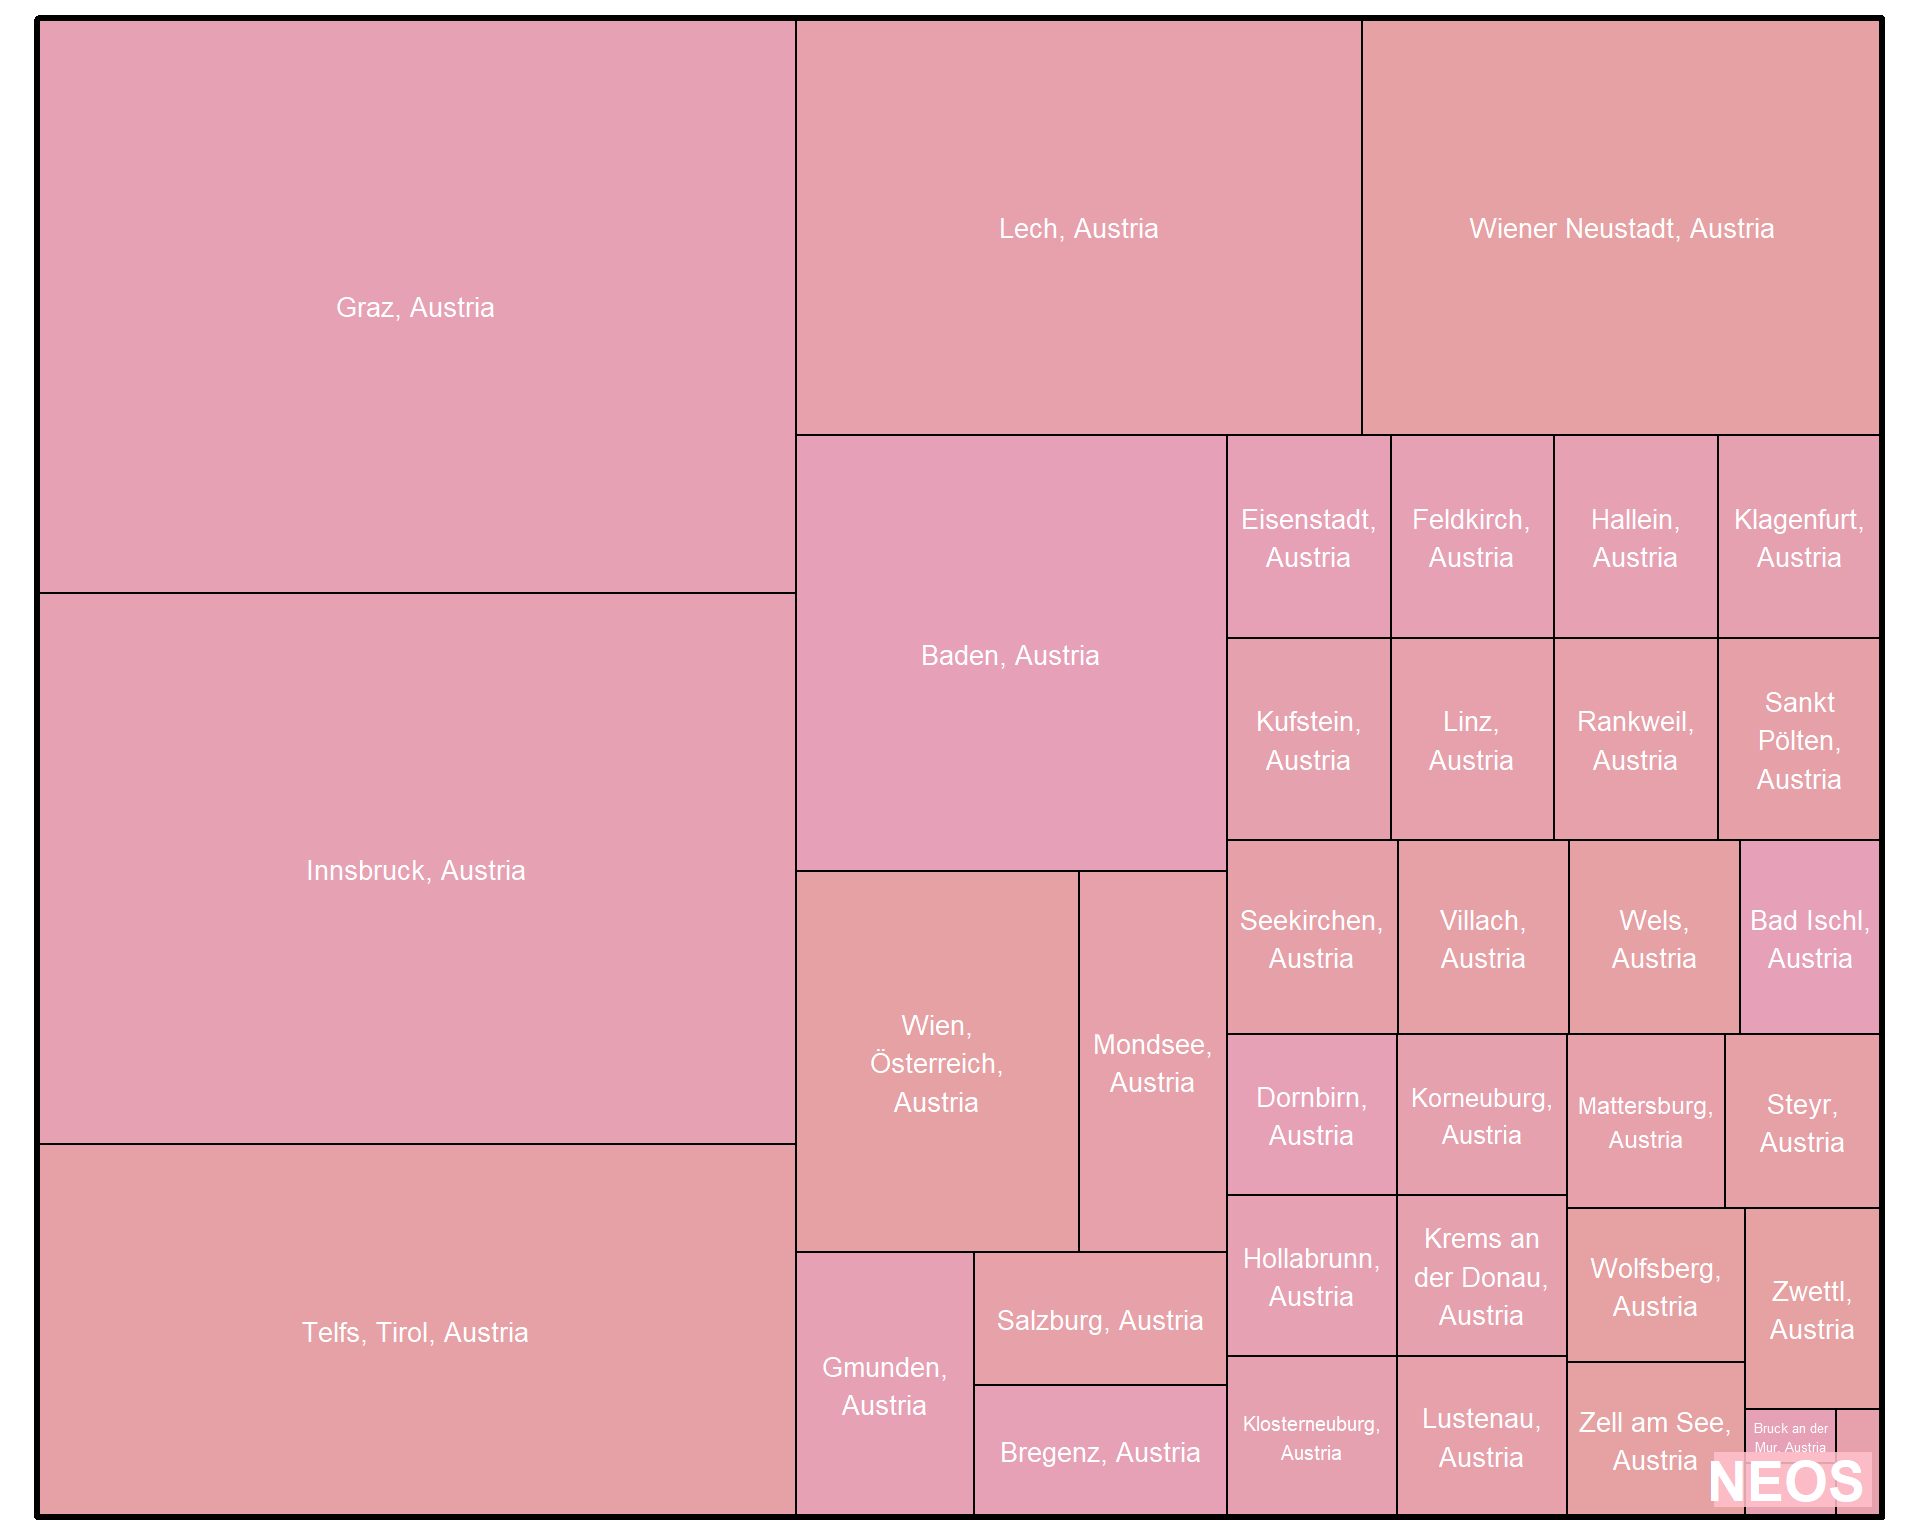 Graz, Austria
Innsbruck, Austria
Telfs, Tirol, Austria
Lech, Austria
Wiener Neustadt, Austria
Baden, Austria
Wien,
Österreich,
Austria
Mondsee,
Austria
Gmunden,
Austria
Salzburg, Austria
Bregenz, Austria
Eisenstadt,
Austria
Feldkirch,
Austria
Hallein,
Austria
Klagenfurt,
Austria
Kufstein,
Austria
Linz,
Austria
Rankweil,
Austria
Sankt
Pölten,
Austria
Seekirchen,
Austria
Villach,
Austria
Wels,
Austria
Bad Ischl,
Austria
Dornbirn,
Austria
Korneuburg,
Austria
Mattersburg,
Austria
Steyr,
Austria
Hollabrunn,
Austria
Krems an
der Donau,
Austria
Wolfsberg,
Austria
Zwettl,
Austria
Klosterneuburg,
Austria
Lustenau,
Austria
Zell am See,
Austria
Bruck an der
Mur, Austria
NEOS